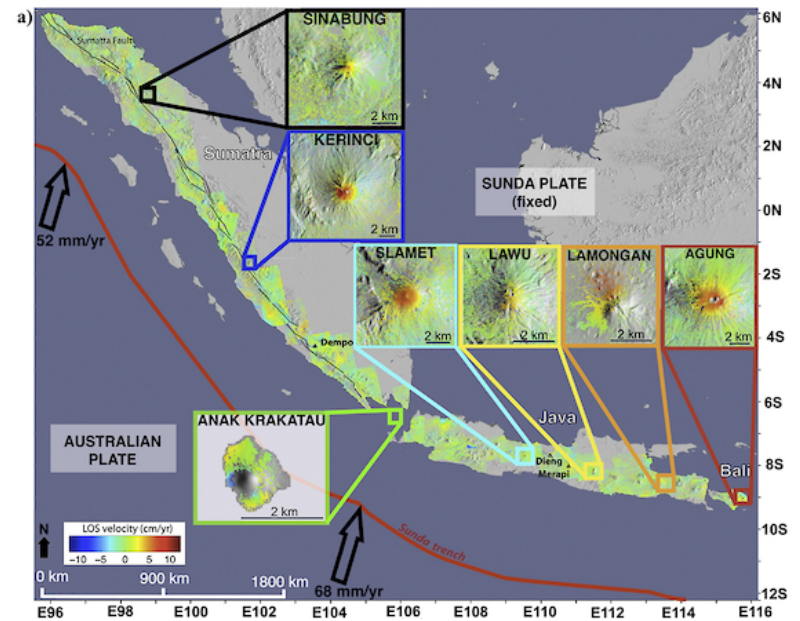 a)
SINABUNG
2 km
KERINCI
2 km
Sumatra Fault
Sumatra
52 mm/yr
SUNDA PLATE
(fixed)
SLAMET
2 km
LAWU
2 km
LAMONGAN
2 km
AGUNG
2 km
Dempo
ANAK KRAKATAU
2 km
AUSTRALIAN
PLATE
Java
Dieng
Merapi
Bali
Sunda trench
68 mm/yr
N
LOS velocity (cm/yr)
−10 −5 0 5 10
0 km 900 km 1800 km
6N
4N
2N
0N
2S
4S
6S
8S
10S
12S
E96 E98 E100 E102 E104 E106 E108 E110 E112 E114 E116